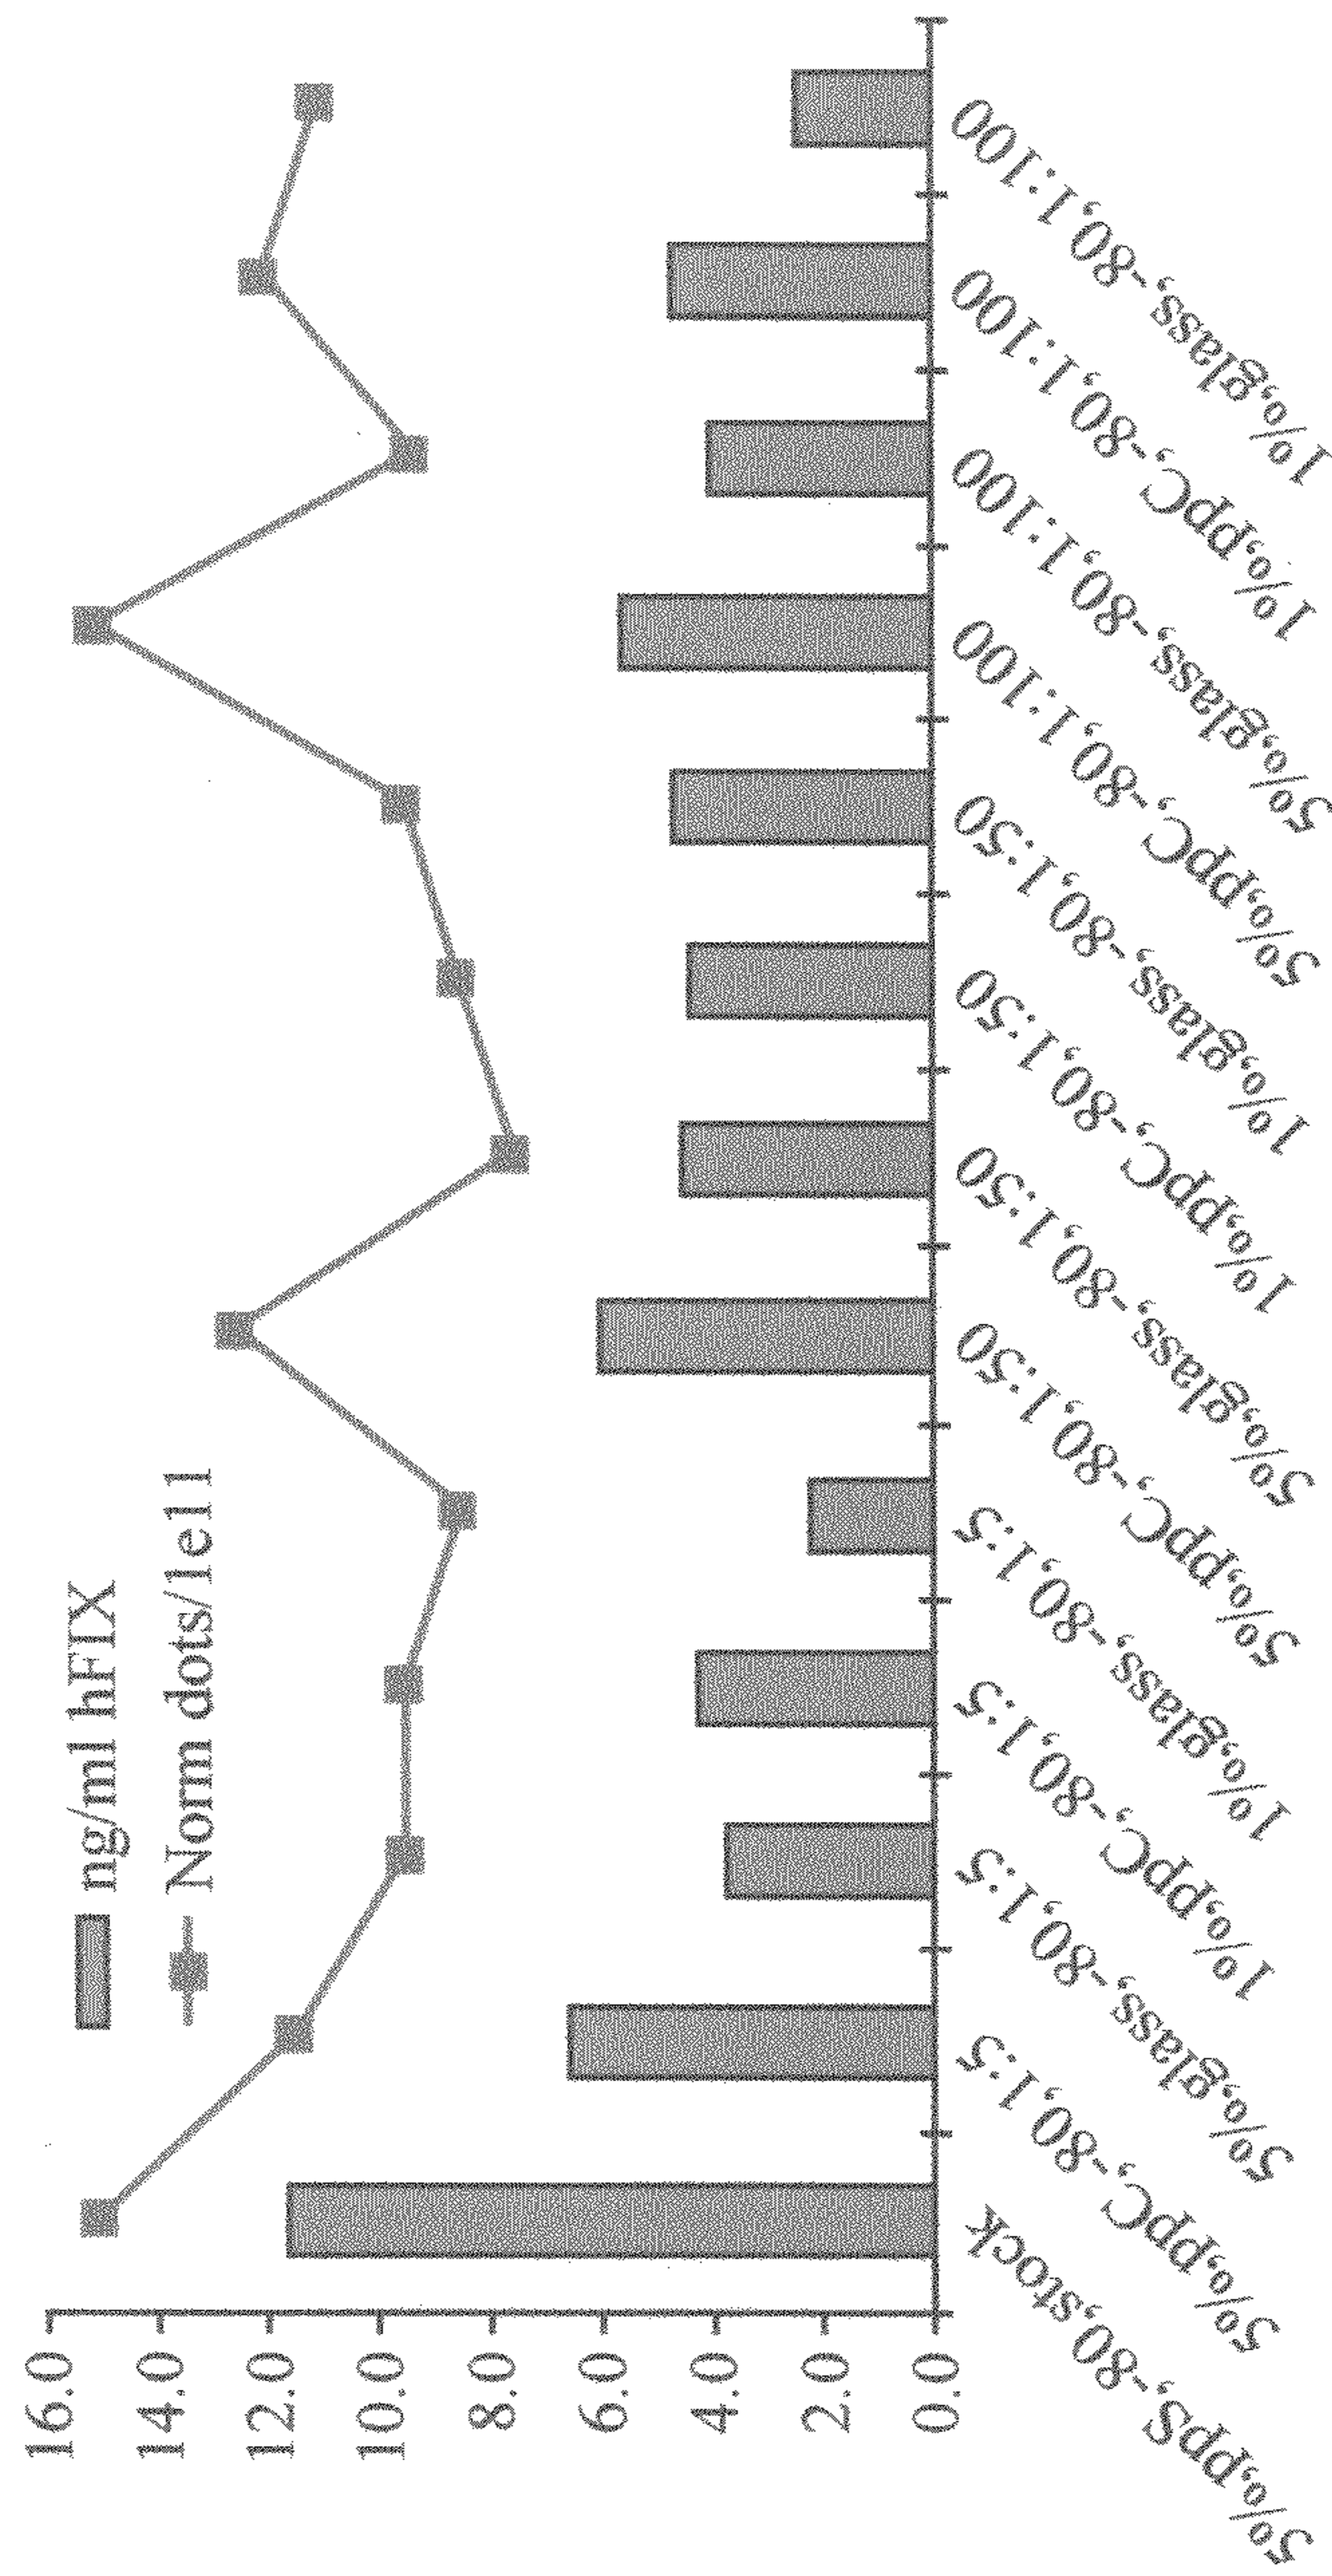 ng/ml hFIX
Norm dots/1e11
16.0
14.0
12.0
10.0
8.0
6.0
4.0
2.0
0.0
5%,ppS,-80,stock
5%,ppC,-80,1:5
5%,glass,-80,1:5
1%,ppC,-80,1:5
1%,glass,-80,1:5
5%,ppC,-80,1:50
5%,glass,-80,1:50
1%,ppC,-80,1:50
1%,glass,-80,1:50
5%,ppC,-80,1:100
5%,glass,-80,1:100
1%,ppC,-80,1:100
1%,glass,-80,1:100